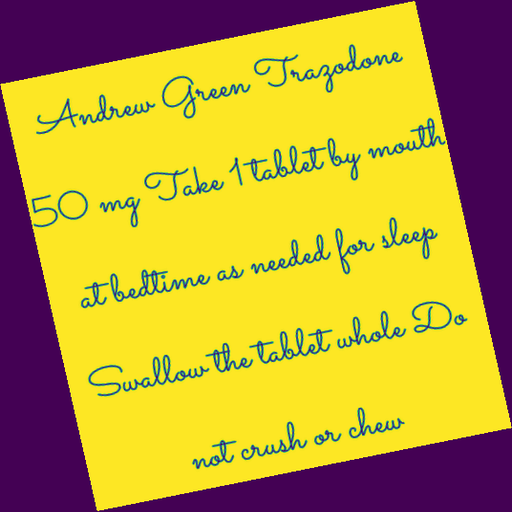 Andrew Green Trazodone
50 mg Take 1 tablet by mouth
at bedtime as needed for sleep
Swallow the tablet whole Do
not crush or chew